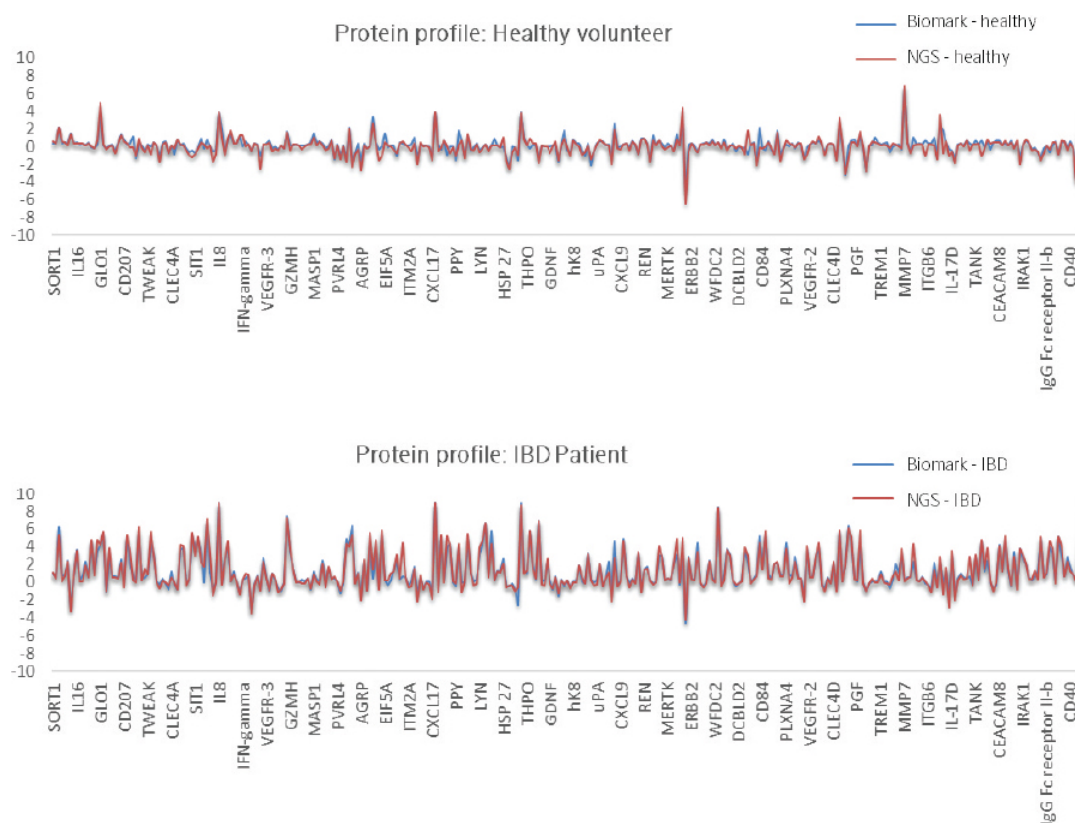 Protein profile: Healthy volunteer
Biomark - healthy
NGS - healthy
10
8
6
4
2
0
-2
-4
-6
-8
-10
SORT1
IL16
GLO1
CD207
TWEAK
CLEC4A
SIT1
IL8
IFN-gamma
VEGFR-3
GZMH
MASP1
PVRL4
AGRP
EIF5A
ITM2A
CXCL17
PPY
LYN
HSP 27
THPO
GDNF
hK8
uPA
CXCL9
REN
MERTK
ERBB2
WFDC2
DCBLD2
CD84
PLXNA4
VEGFR-2
CLEC4D
PGF
TREM1
MMP7
ITGB6
IL-17D
TANK
CEACAM8
IRAK1
IgG Fc receptor II-b
CD40
Protein profile: IBD Patient
Biomark - IBD
NGS - IBD
10
8
6
4
2
0
-2
-4
-6
-8
-10
SORT1
IL16
GLO1
CD207
TWEAK
CLEC4A
SIT1
IL8
IFN-gamma
VEGFR-3
GZMH
MASP1
PVRL4
AGRP
EIF5A
ITM2A
CXCL17
PPY
LYN
HSP 27
THPO
GDNF
hK8
uPA
CXCL9
REN
MERTK
ERBB2
WFDC2
DCBLD2
CD84
PLXNA4
VEGFR-2
CLEC4D
PGF
TREM1
MMP7
ITGB6
IL-17D
TANK
CEACAM8
IRAK1
IgG Fc receptor II-b
CD40